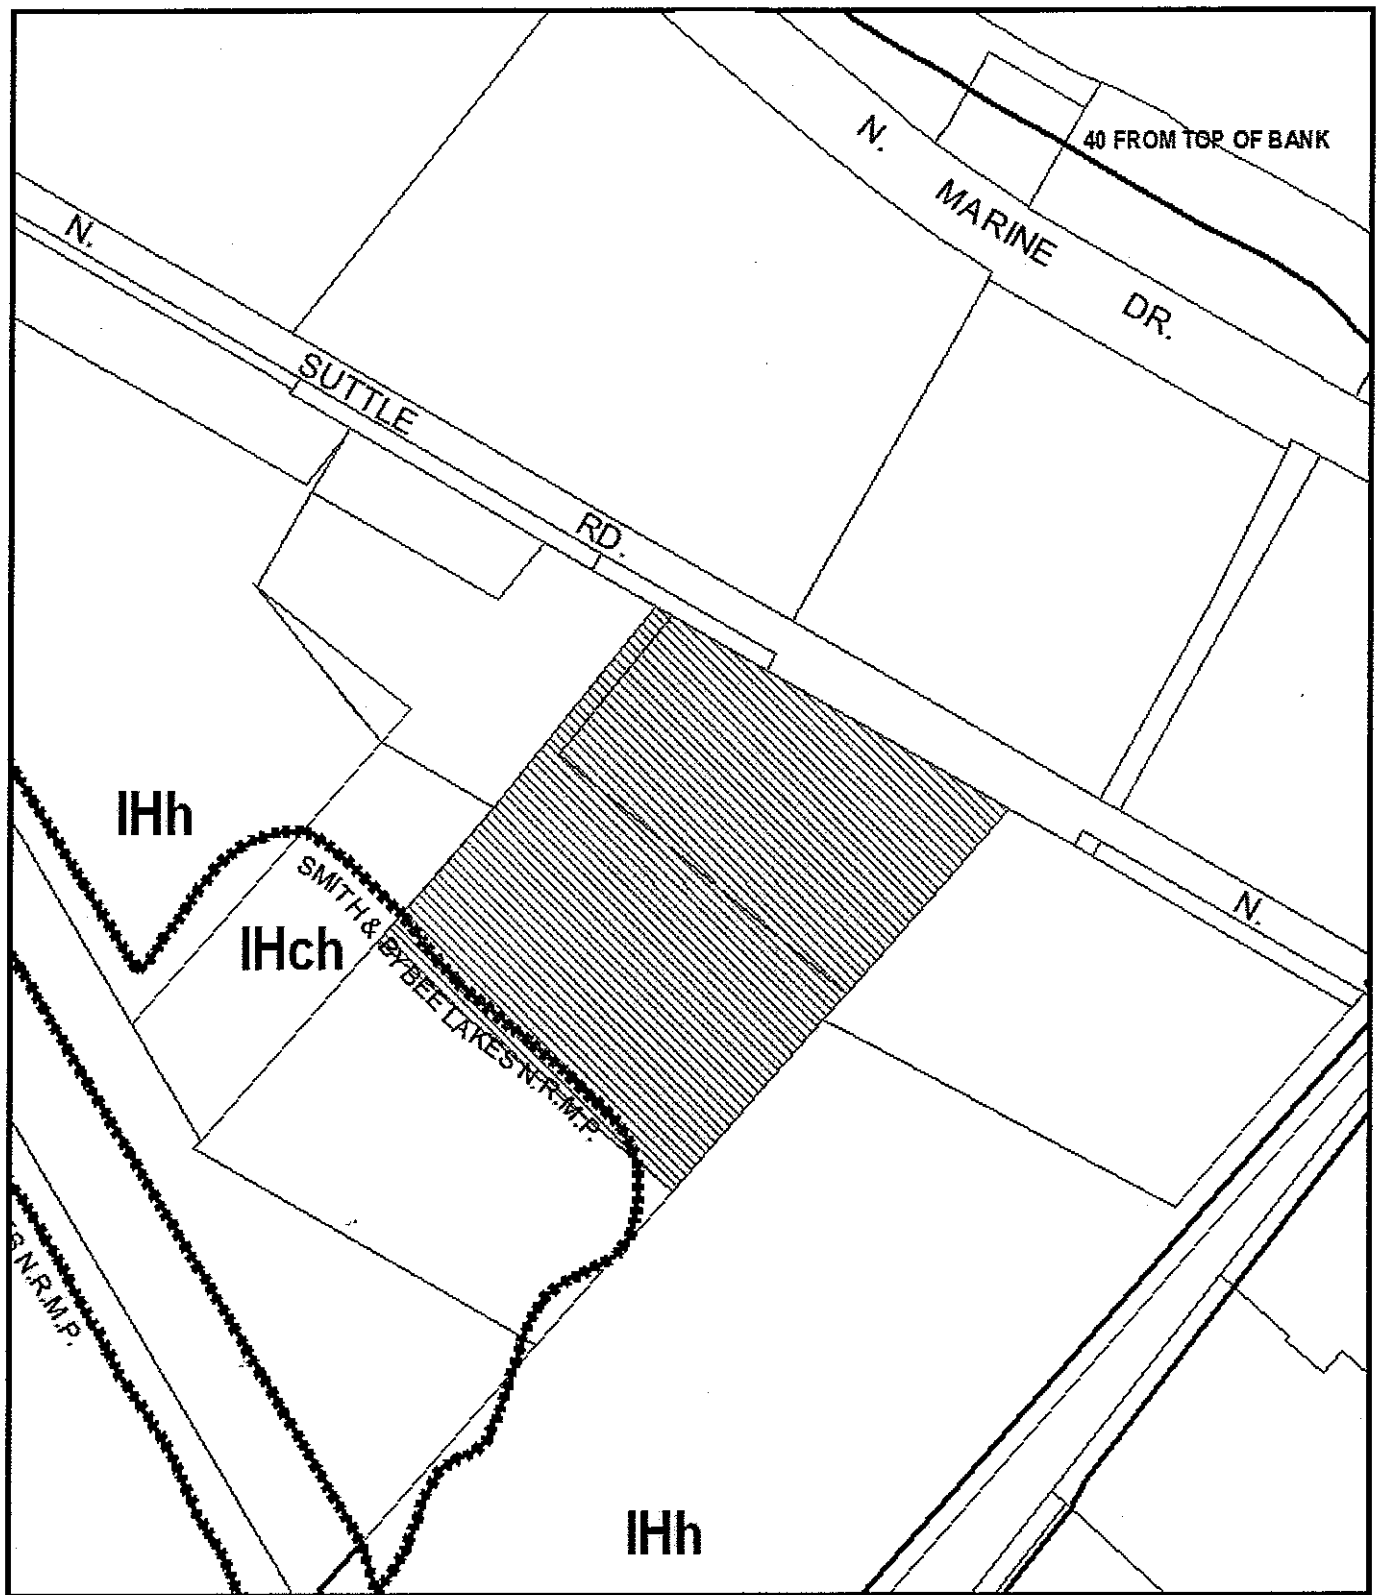 40 FROM TOP OF BANK
N. MARINE DR.
N. SUTTLE RD.
IHh
SMITH & BYBEE LAKES N.R.M.P.
IHch
N.
S N.R.M.P.
IHh